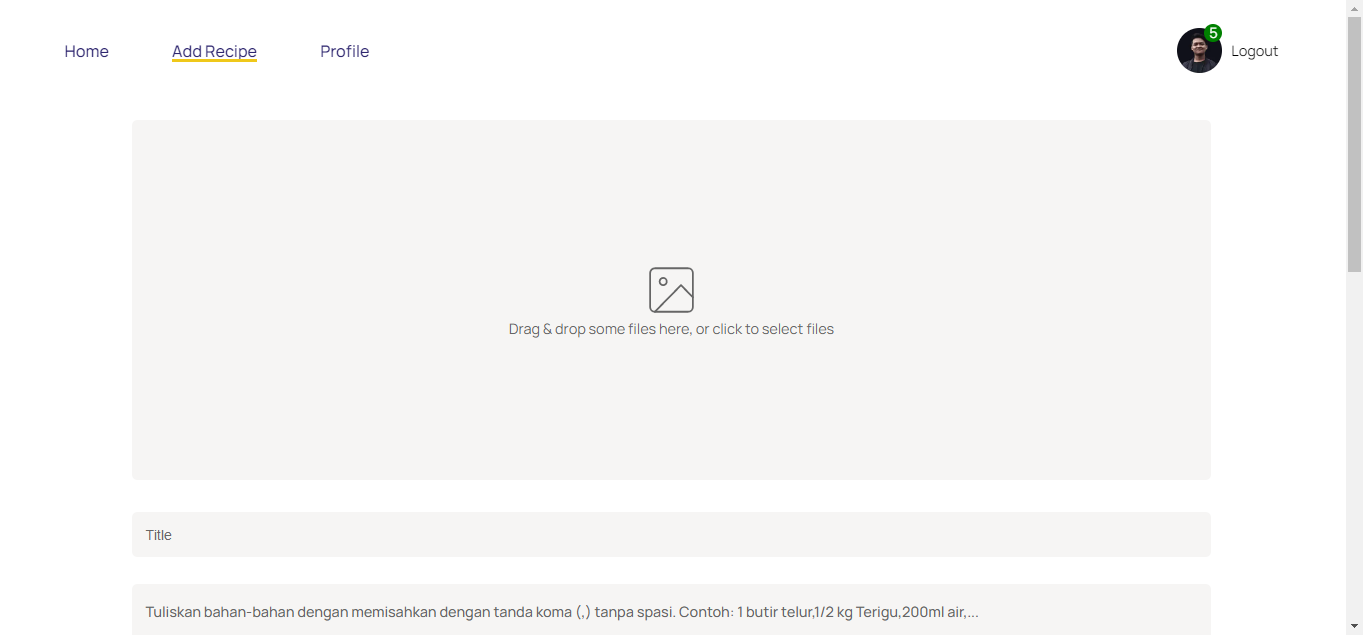 Home Add Recipe Profile 5 Logout
Drag & drop some files here, or click to select files
Title
Tuliskan bahan-bahan dengan memisahkan dengan tanda koma (,) tanpa spasi. Contoh: 1 butir telur,1/2 kg Terigu,200ml air,...